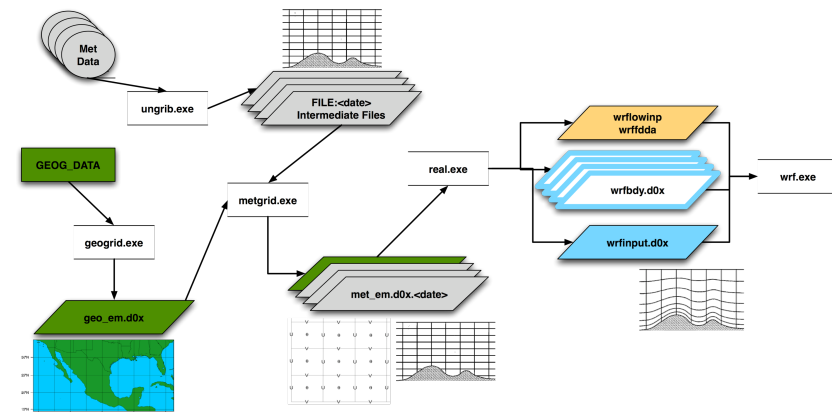 Met
Data
ungrib.exe
FILE:<date>
Intermediate Files
GEOG_DATA
geogrid.exe
geo_em.d0x
metgrid.exe
met_em.d0x.<date>
real.exe
wrflowinp
wrffdda
wrfbdy.d0x
wrfinput.d0x
wrf.exe
V V V
U θ U θ U θ U
V V V
U θ U θ U θ U
V V V
U θ U θ U θ U
V V V